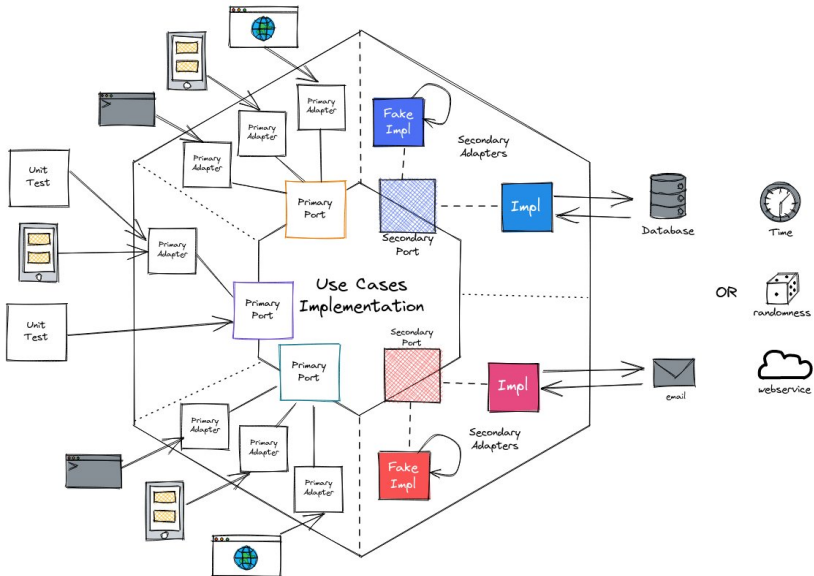 Primary
Adapter
Primary
Adapter
Primary
Adapter
Fake
Impl
Secondary
Adapters
Unit
Test
Primary
Port
Secondary
Port
Impl
Database
Time
Primary
Adapter
Primary
Port
Use Cases
Implementation
OR
randomness
Unit
Test
Secondary
Port
Primary
Port
Impl
email
webservice
Primary
Adapter
Primary
Adapter
Primary
Adapter
Secondary
Adapters
Fake
Impl